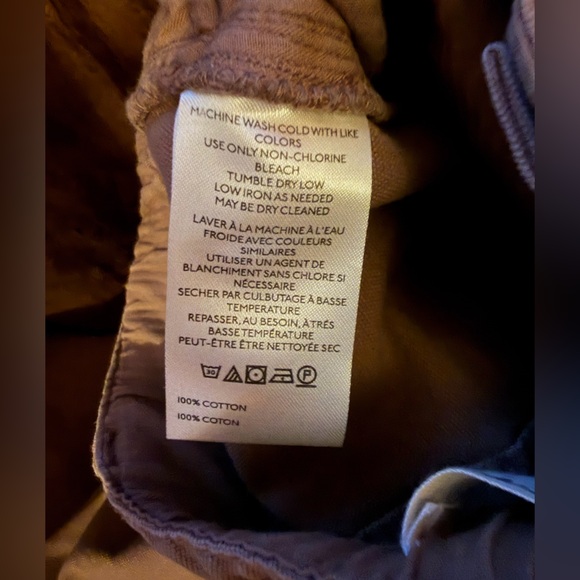 MACHINE WASH COLD WITH LIKE
COLORS
USE ONLY NON-CHLORINE
BLEACH
TUMBLE DRY LOW
LOW IRON AS NEEDED
MAY BE DRY CLEANED
LAVER À LA MACHINE À L'EAU
FROIDE AVEC COULEURS
SIMILAIRES
UTILISER UN AGENT DE
BLANCHIMENT SANS CHLORE SI
NÉCESSAIRE
SECHER PAR CULBUTAGE À BASSE
TEMPERATURE
REPASSER, AU BESOIN, À TRÉS
BASSE TEMPÉRATURE
PEUT-ÊTRE ÊTRE NETTOYÉE SEC
30 P
100% COTTON
100% COTON